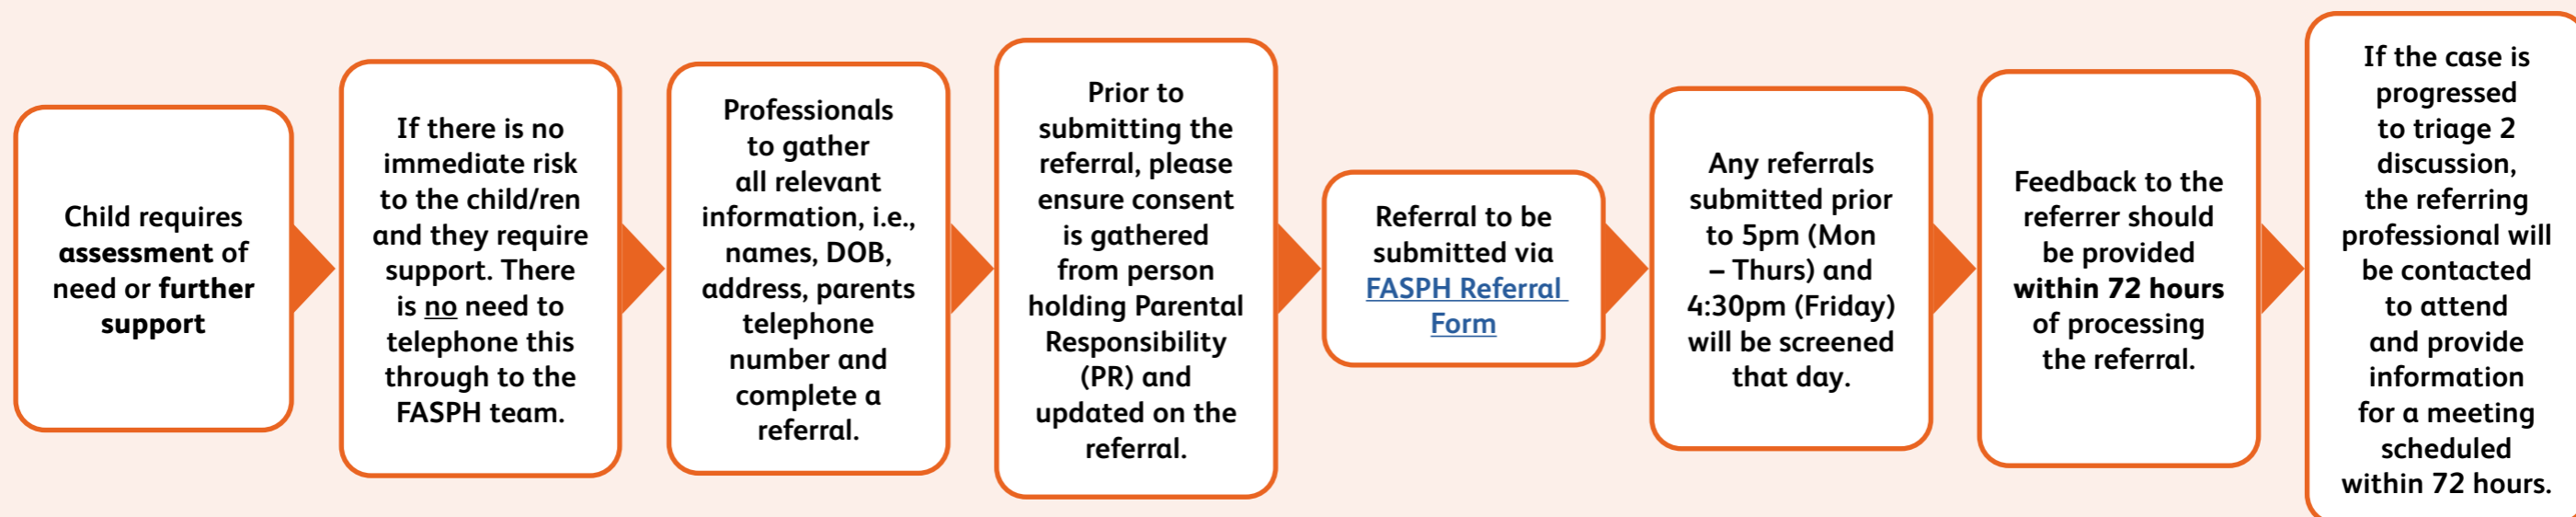 Child requires
assessment of
need or further
support
If there is no
immediate risk
to the child/ren
and they require
support. There
is no need to
telephone this
through to the
FASPH team.
Professionals
to gather
all relevant
information, i.e.,
names, DOB,
address, parents
telephone
number and
complete a
referral.
Prior to
submitting the
referral, please
ensure consent
is gathered
from person
holding Parental
Responsibility
(PR) and
updated on the
referral.
Referral to be
submitted via
FASPH Referral
Form
Any referrals
submitted prior
to 5pm (Mon
– Thurs) and
4:30pm (Friday)
will be screened
that day.
Feedback to the
referrer should
be provided
within 72 hours
of processing
the referral.
If the case is
progressed
to triage 2
discussion,
the referring
professional will
be contacted
to attend
and provide
information
for a meeting
scheduled
within 72 hours.